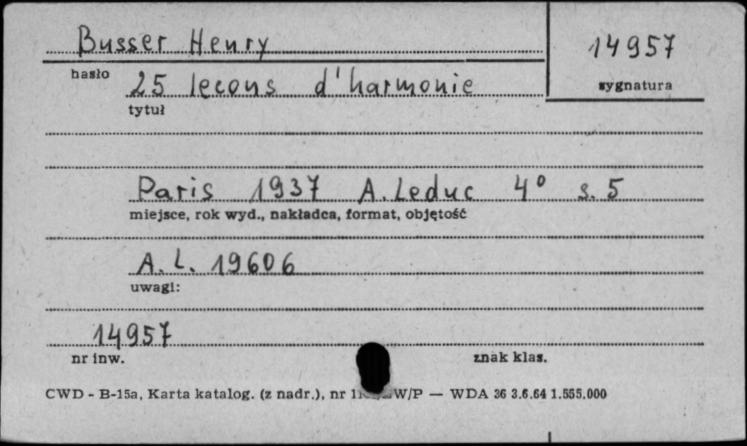 Busser Henry
14957
hasło
25 lecons d'harmonie
sygnatura
tytuł
Paris 1937 A. Leduc 4° s. 5
miejsce, rok wyd., nakładca, format, objętość
A. L. 19606
uwagi:
14957
nr inw.
znak klas.
CWD - B-15a, Karta katalog. (z nadr.), nr W/P — WDA 36 3.6.64 1.555.000